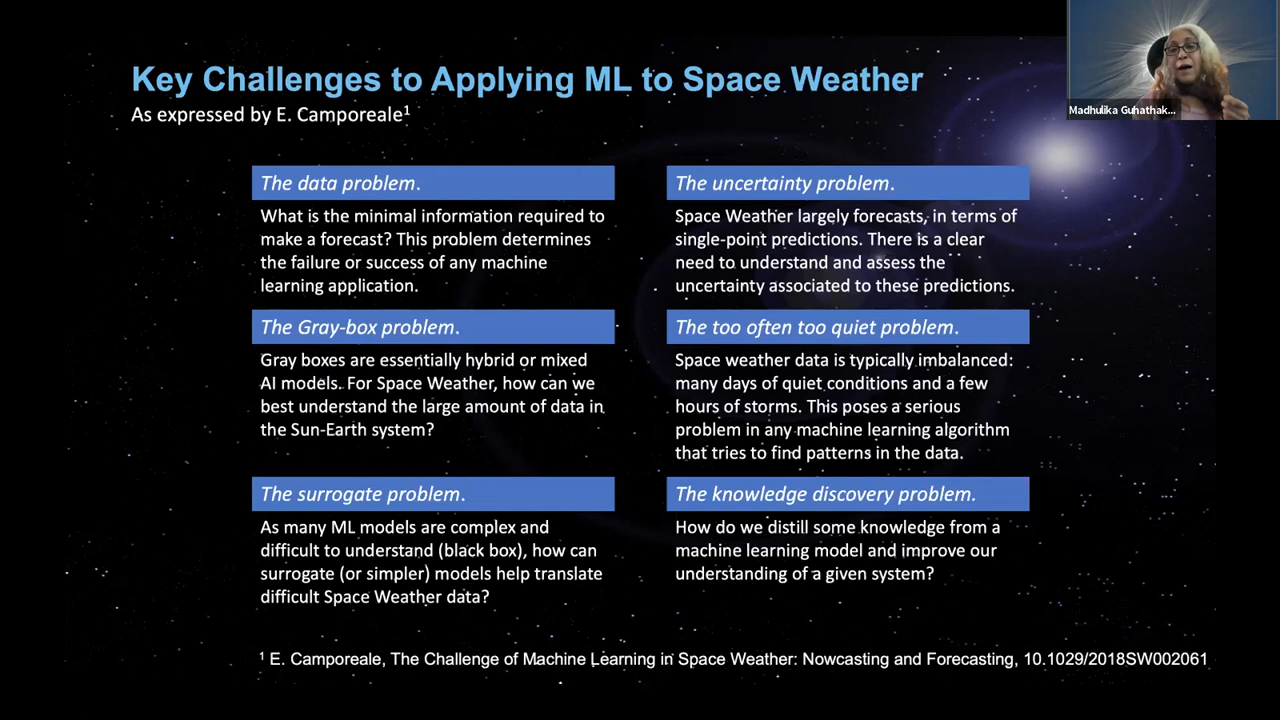 Key Challenges to Applying ML to Space Weather
As expressed by E. Camporeale¹
Madhulika Guhathak...
The data problem.
What is the minimal information required to
make a forecast? This problem determines
the failure or success of any machine
learning application.
The uncertainty problem.
Space Weather largely forecasts, in terms of
single-point predictions. There is a clear
need to understand and assess the
uncertainty associated to these predictions.
The Gray-box problem.
Gray boxes are essentially hybrid or mixed
AI models. For Space Weather, how can we
best understand the large amount of data in
the Sun-Earth system?
The too often too quiet problem.
Space weather data is typically imbalanced:
many days of quiet conditions and a few
hours of storms. This poses a serious
problem in any machine learning algorithm
that tries to find patterns in the data.
The surrogate problem.
As many ML models are complex and
difficult to understand (black box), how can
surrogate (or simpler) models help translate
difficult Space Weather data?
The knowledge discovery problem.
How do we distill some knowledge from a
machine learning model and improve our
understanding of a given system?
¹ E. Camporeale, The Challenge of Machine Learning in Space Weather: Nowcasting and Forecasting, 10.1029/2018SW002061